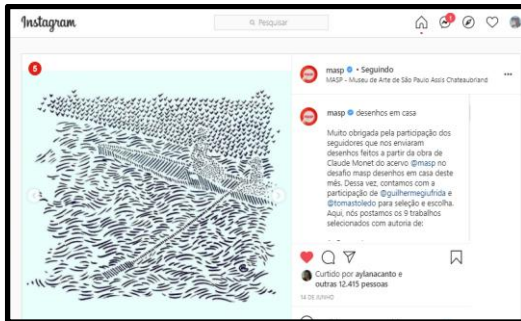 Instagram
Pesquisar
1
5
masp • Seguindo
MASP - Museu de Arte de São Paulo Assis Chateaubriand
masp desenhos em casa
Muito obrigada pela participação dos
seguidores que nos enviaram
desenhos feitos a partir da obra de
Claude Monet do acervo @masp no
desafio masp desenhos em casa deste
mês. Dessa vez, contamos com a
participação de @guilhermegiufrida e
@tomastoledo para seleção e escolha.
Aqui, nós postamos os 9 trabalhos
selecionados com autoria de:
Curtido por aylanacanto e
outras 12.415 pessoas
14 DE JUNHO